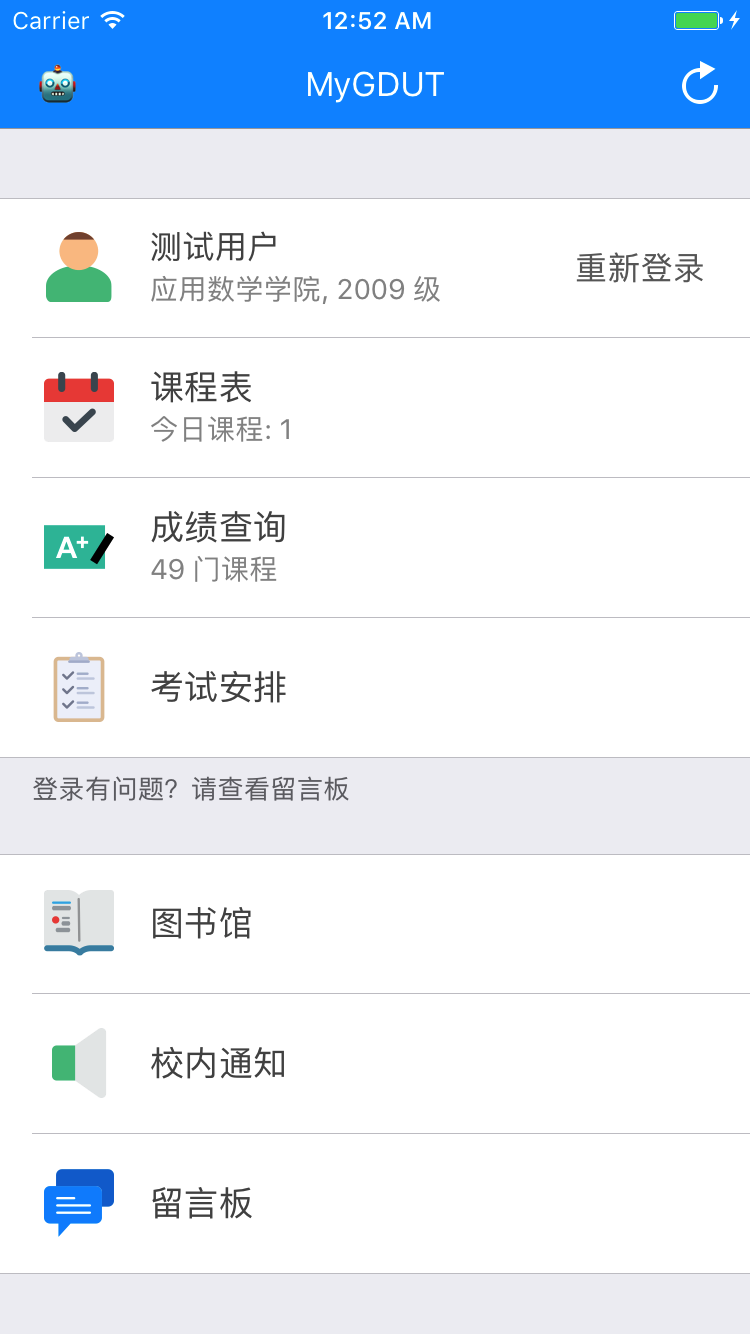 Carrier 12:52 AM
MyGDUT
测试用户
应用数学学院, 2009 级
重新登录
课程表
今日课程: 1
A+
成绩查询
49 门课程
考试安排
登录有问题? 请查看留言板
图书馆
校内通知
留言板